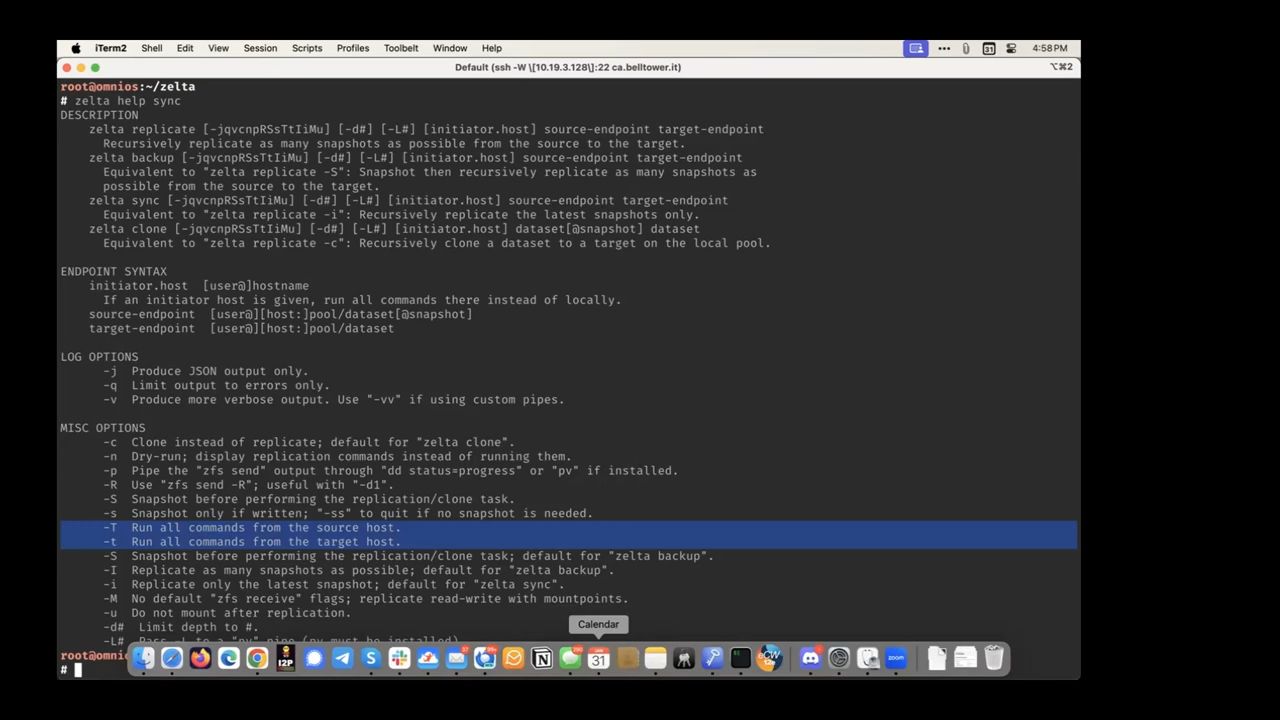 iTerm2 Shell Edit View Session Scripts Profiles Toolbelt Window Help 31 4:58 PM
Default (ssh -W \[10.19.3.128\]:22 ca.belltower.it) ⌥⌘2
root@omnios:~/zelta
# zelta help sync
DESCRIPTION
zelta replicate [-jqvcnpRSsTtIiMu] [-d#] [-L#] [initiator.host] source-endpoint target-endpoint
Recursively replicate as many snapshots as possible from the source to the target.
zelta backup [-jqvcnpRSsTtIiMu] [-d#] [-L#] [initiator.host] source-endpoint target-endpoint
Equivalent to "zelta replicate -S": Snapshot then recursively replicate as many snapshots as
possible from the source to the target.
zelta sync [-jqvcnpRSsTtIiMu] [-d#] [-L#] [initiator.host] source-endpoint target-endpoint
Equivalent to "zelta replicate -i": Recursively replicate the latest snapshots only.
zelta clone [-jqvcnpRSsTtIiMu] [-d#] [-L#] [initiator.host] dataset[@snapshot] dataset
Equivalent to "zelta replicate -c": Recursively clone a dataset to a target on the local pool.
ENDPOINT SYNTAX
initiator.host [user@]hostname
If an initiator host is given, run all commands there instead of locally.
source-endpoint [user@][host:]pool/dataset[@snapshot]
target-endpoint [user@][host:]pool/dataset
LOG OPTIONS
-j Produce JSON output only.
-q Limit output to errors only.
-v Produce more verbose output. Use "-vv" if using custom pipes.
MISC OPTIONS
-c Clone instead of replicate; default for "zelta clone".
-n Dry-run; display replication commands instead of running them.
-p Pipe the "zfs send" output through "dd status=progress" or "pv" if installed.
-R Use "zfs send -R"; useful with "-d1".
-S Snapshot before performing the replication/clone task.
-s Snapshot only if written; "-ss" to quit if no snapshot is needed.
-T Run all commands from the source host.
-t Run all commands from the target host.
-S Snapshot before performing the replication/clone task; default for "zelta backup".
-I Replicate as many snapshots as possible; default for "zelta backup".
-i Replicate only the latest snapshot; default for "zelta sync".
-M No default "zfs receive" flags; replicate read-write with mountpoints.
-u Do not mount after replication.
-d# Limit depth to #.
Calendar
-L# Pass -L to a "pv" pipe (pv must be installed)
root@omni
I2P 31 eCW zoom
#